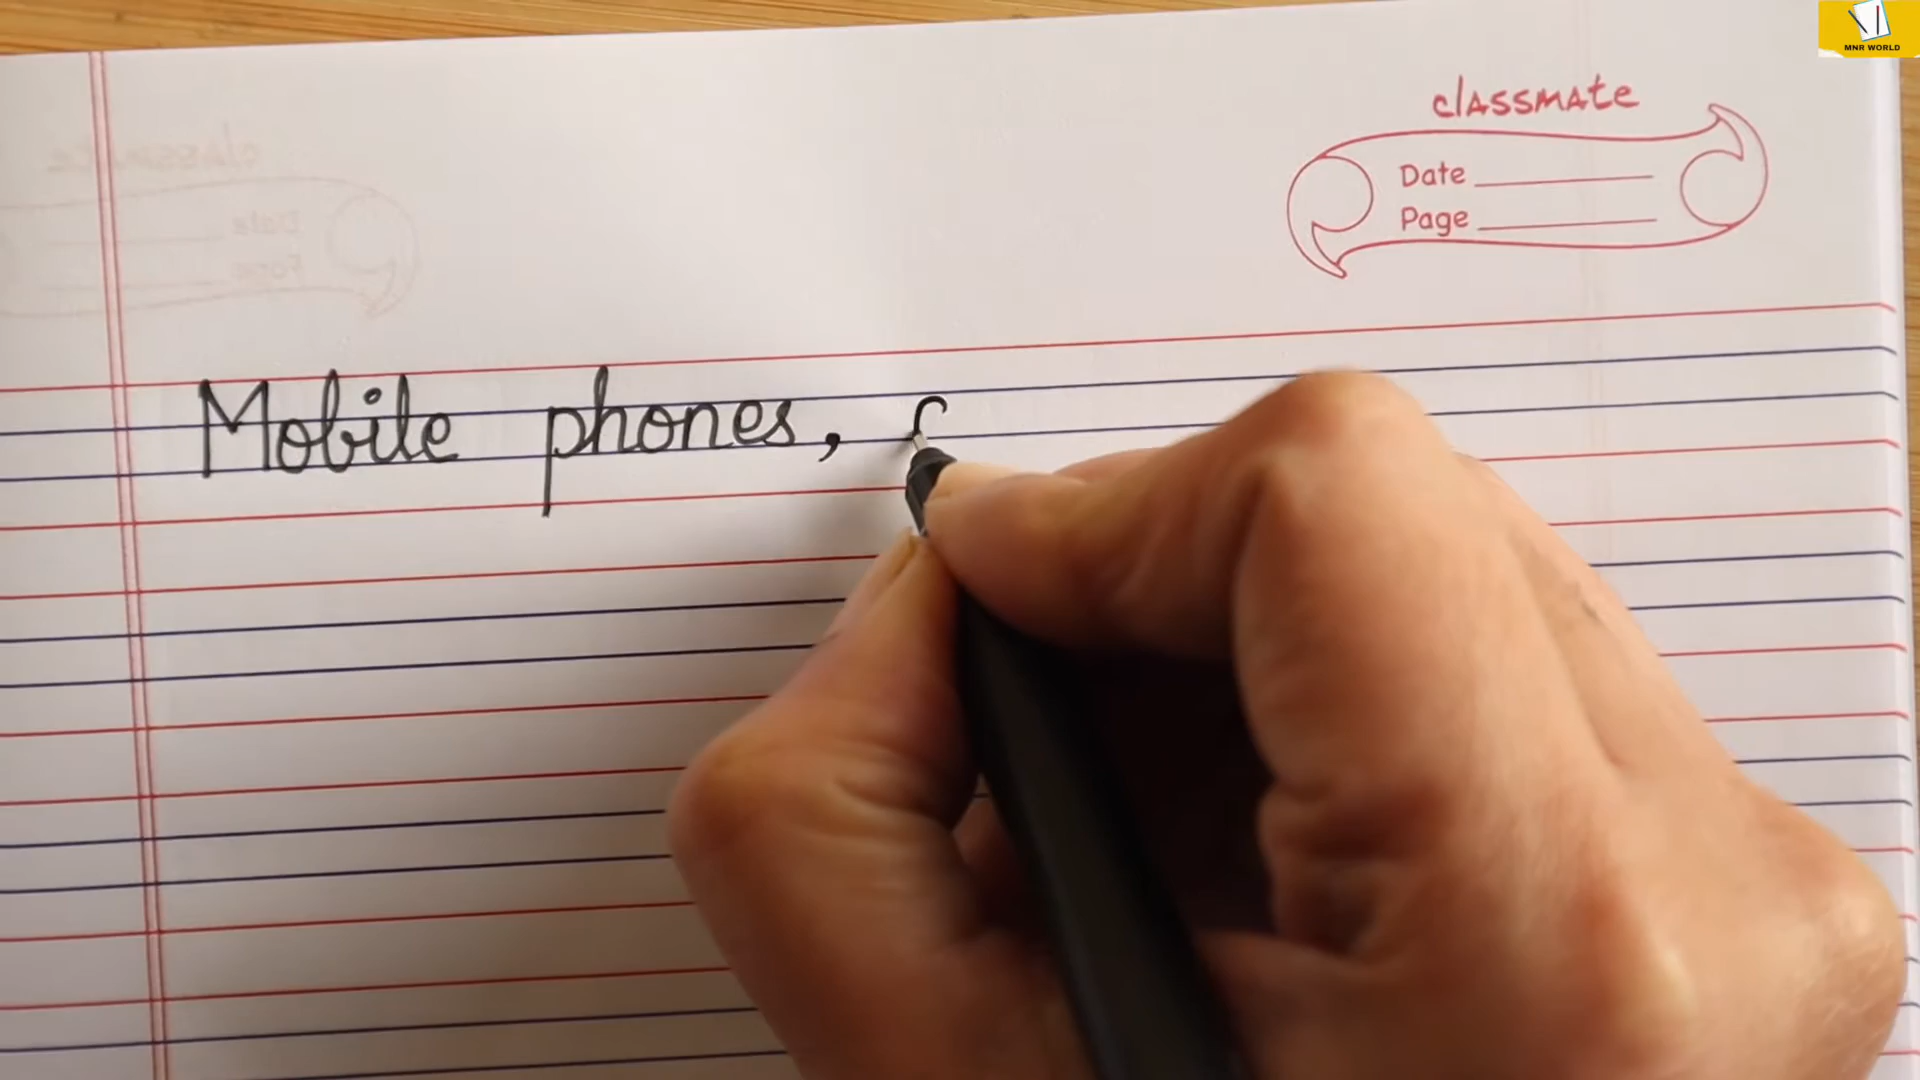 MNR WORLD
classmate
Date
Page
Mobile phones,